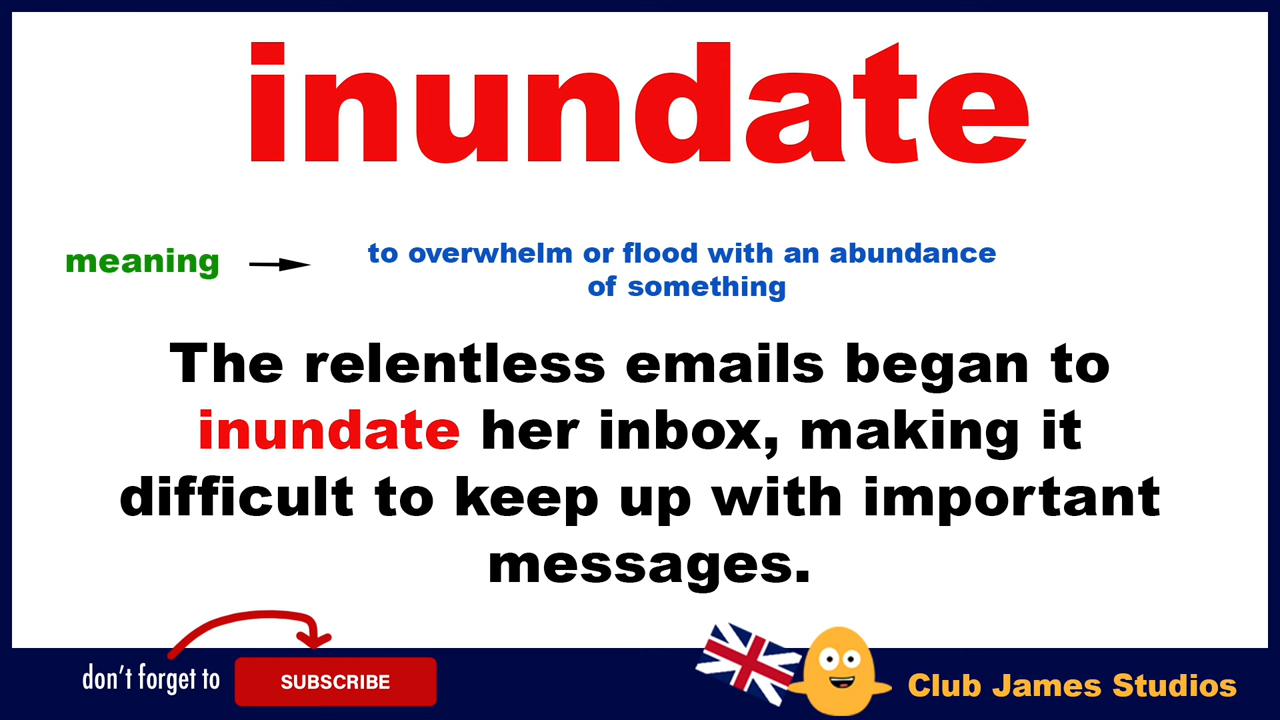 inundate
meaning
to overwhelm or flood with an abundance
of something
The relentless emails began to
inundate her inbox, making it
difficult to keep up with important
messages.
don't forget to
SUBSCRIBE
Club James Studios